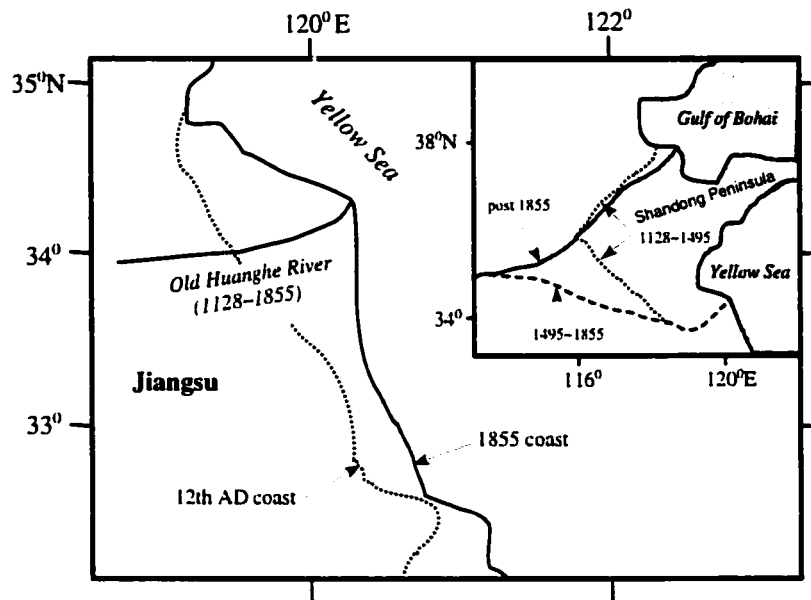 120⁰E
122⁰
35⁰N
34⁰
33⁰
Yellow Sea
Old Huanghe River
(1128–1855)
Jiangsu
1855 coast
12th AD coast
Gulf of Bohai
38⁰N
Shandong Peninsula
post 1855
1128–1495
Yellow Sea
34⁰
1495–1855
116⁰
120⁰E